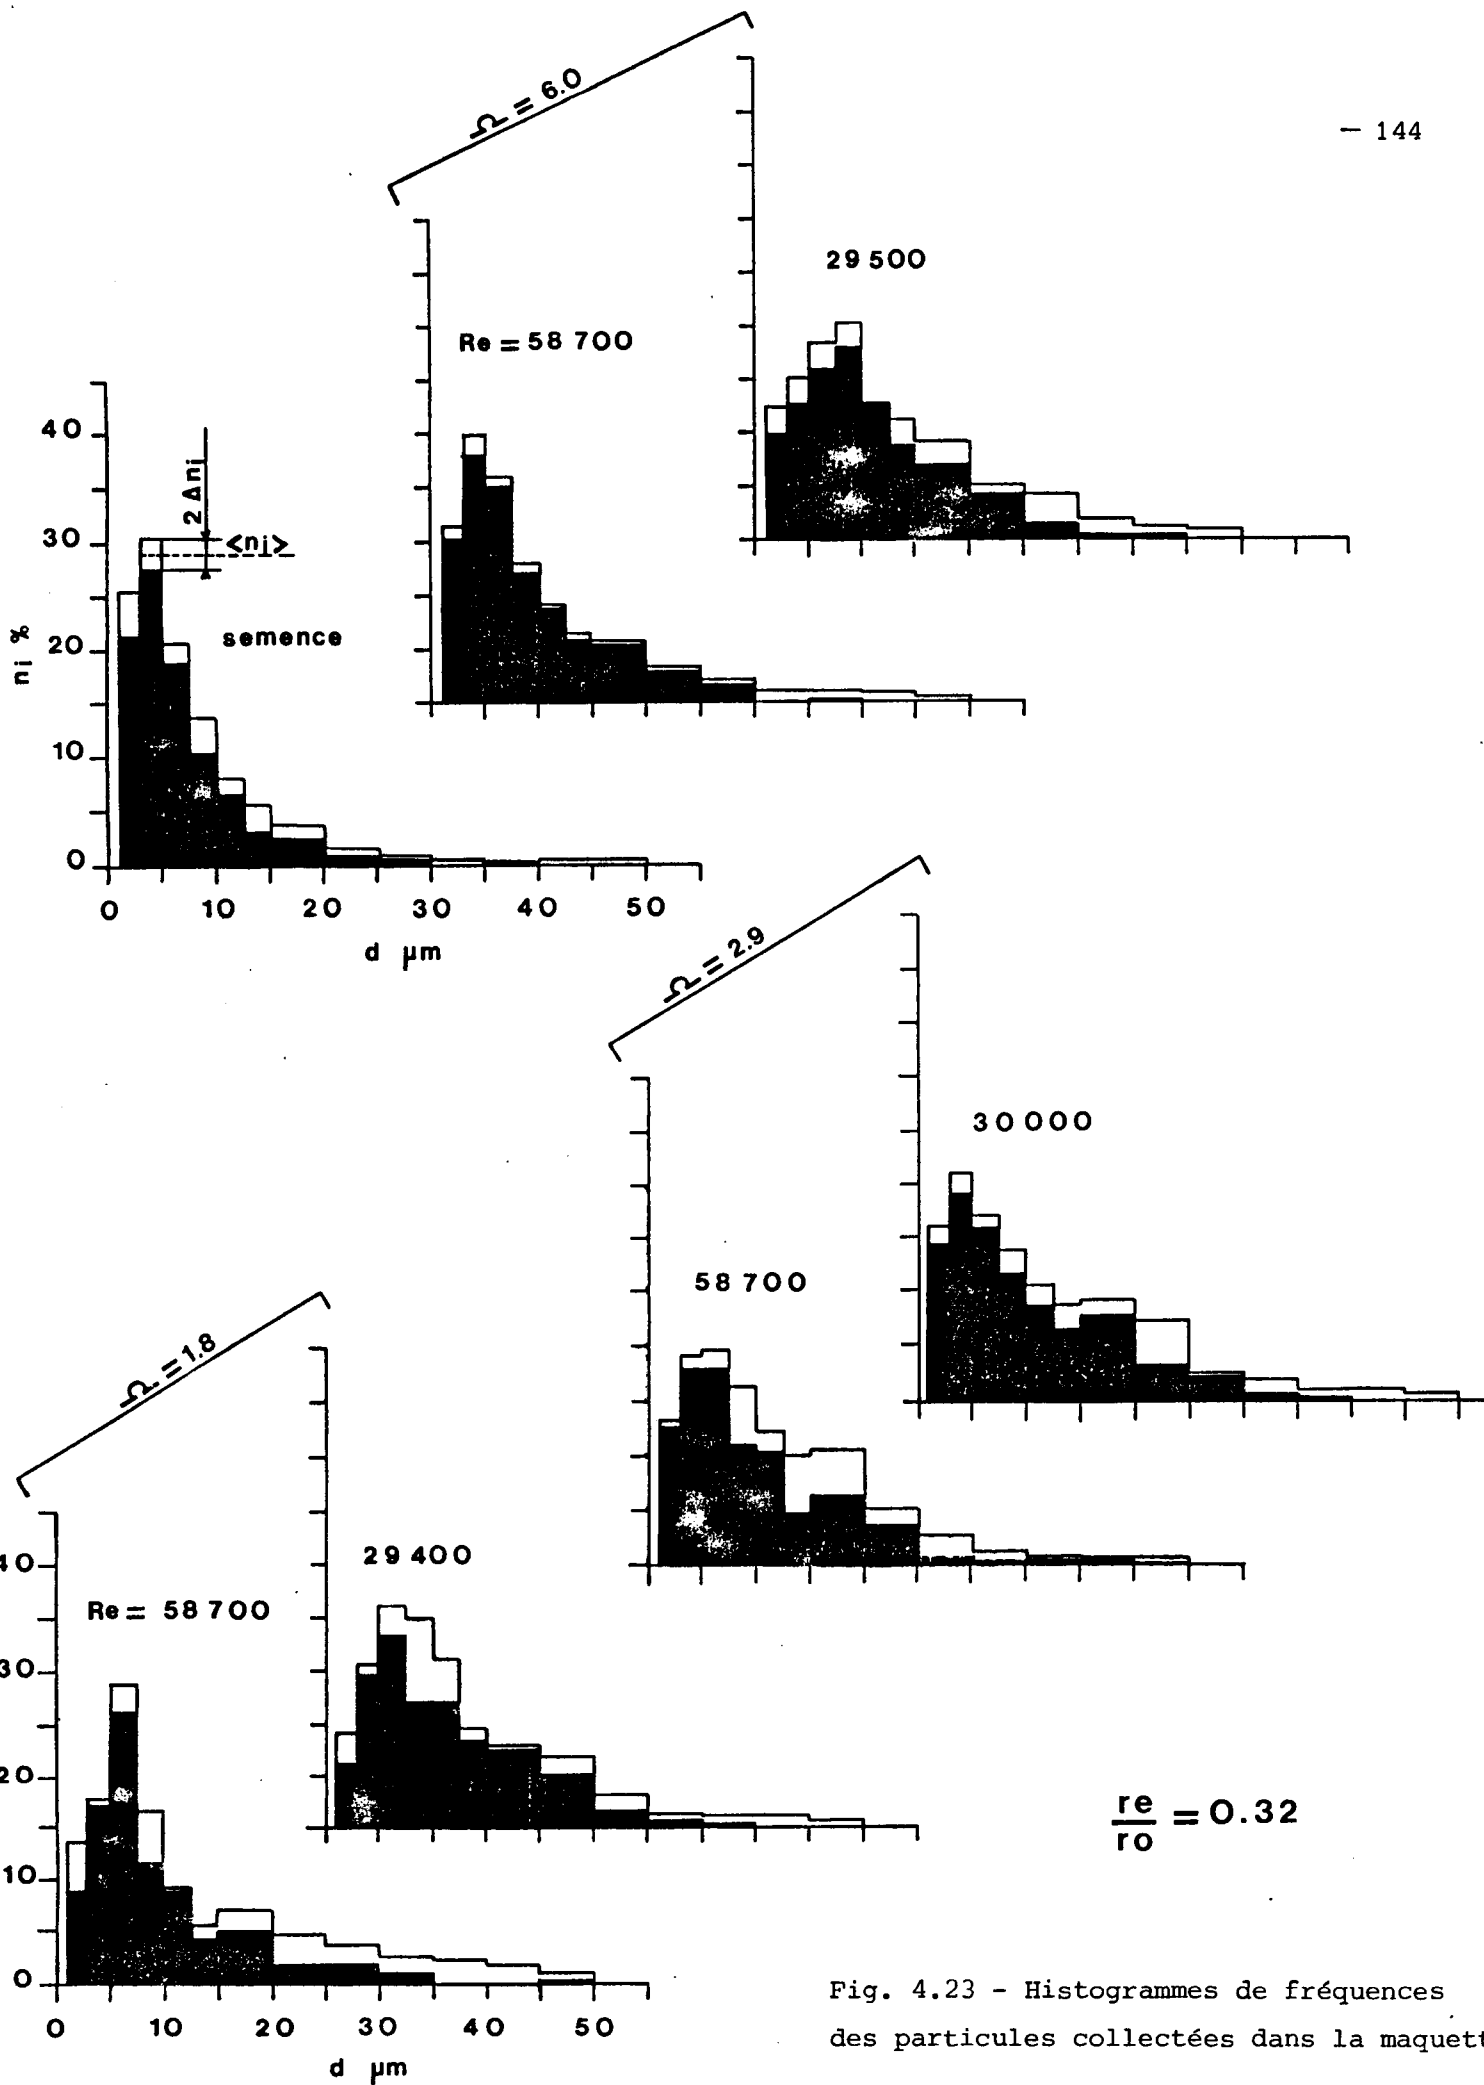 — 144
Ω = 6.0
29 500
Re = 58 700
40
30
20
10
0
n i %
2 Δ n i
< n i >
semence
0 10 20 30 40 50
d µm
Ω = 2.9
30 000
58 700
Ω = 1.8
29 400
Re = 58 700
40
30
20
10
0
0 10 20 30 40 50
d µm
re
ro
= 0.32
Fig. 4.23 - Histogrammes de fréquences
des particules collectées dans la maquett